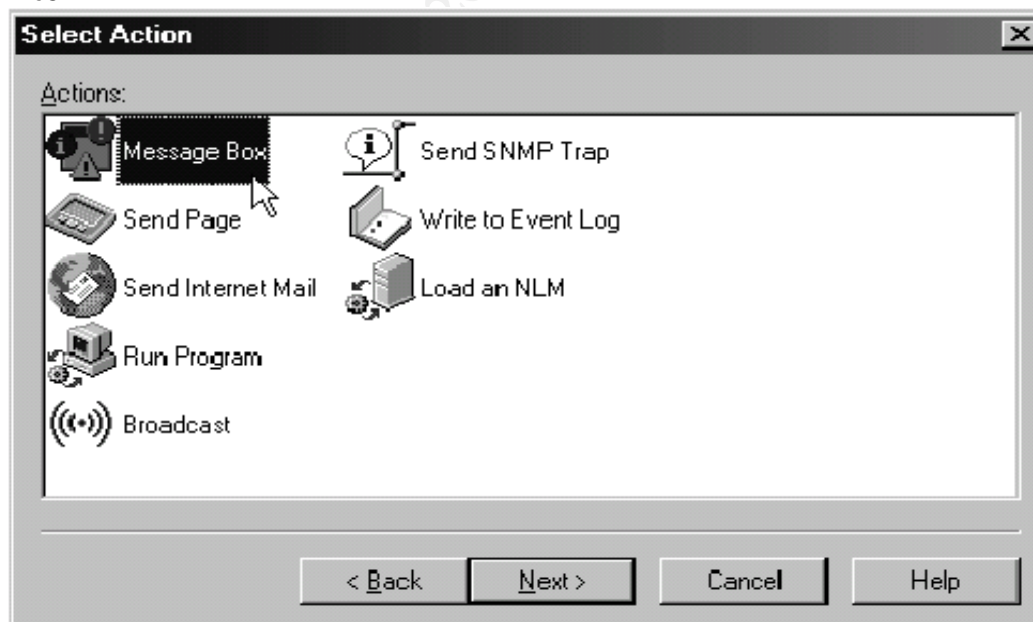 Select Action
Actions:
Message Box
Send Page
Send Internet Mail
Run Program
Broadcast
Send SNMP Trap
Write to Event Log
Load an NLM
< Back
Next >
Cancel
Help